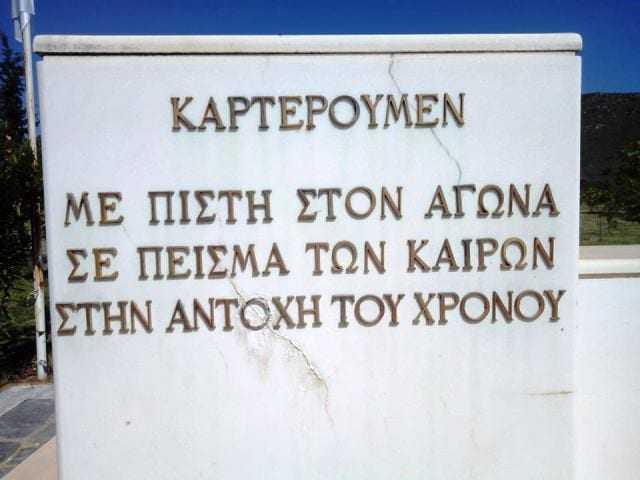 ΚΑΡΤΕΡΟΥΜΕΝ
ΜΕ ΠΙΣΤΗ ΣΤΟΝ ΑΓΩΝΑ
ΣΕ ΠΕΙΣΜΑ ΤΩΝ ΚΑΙΡΩΝ
ΣΤΗΝ ΑΝΤΟΧΗ ΤΟΥ ΧΡΟΝΟΥ